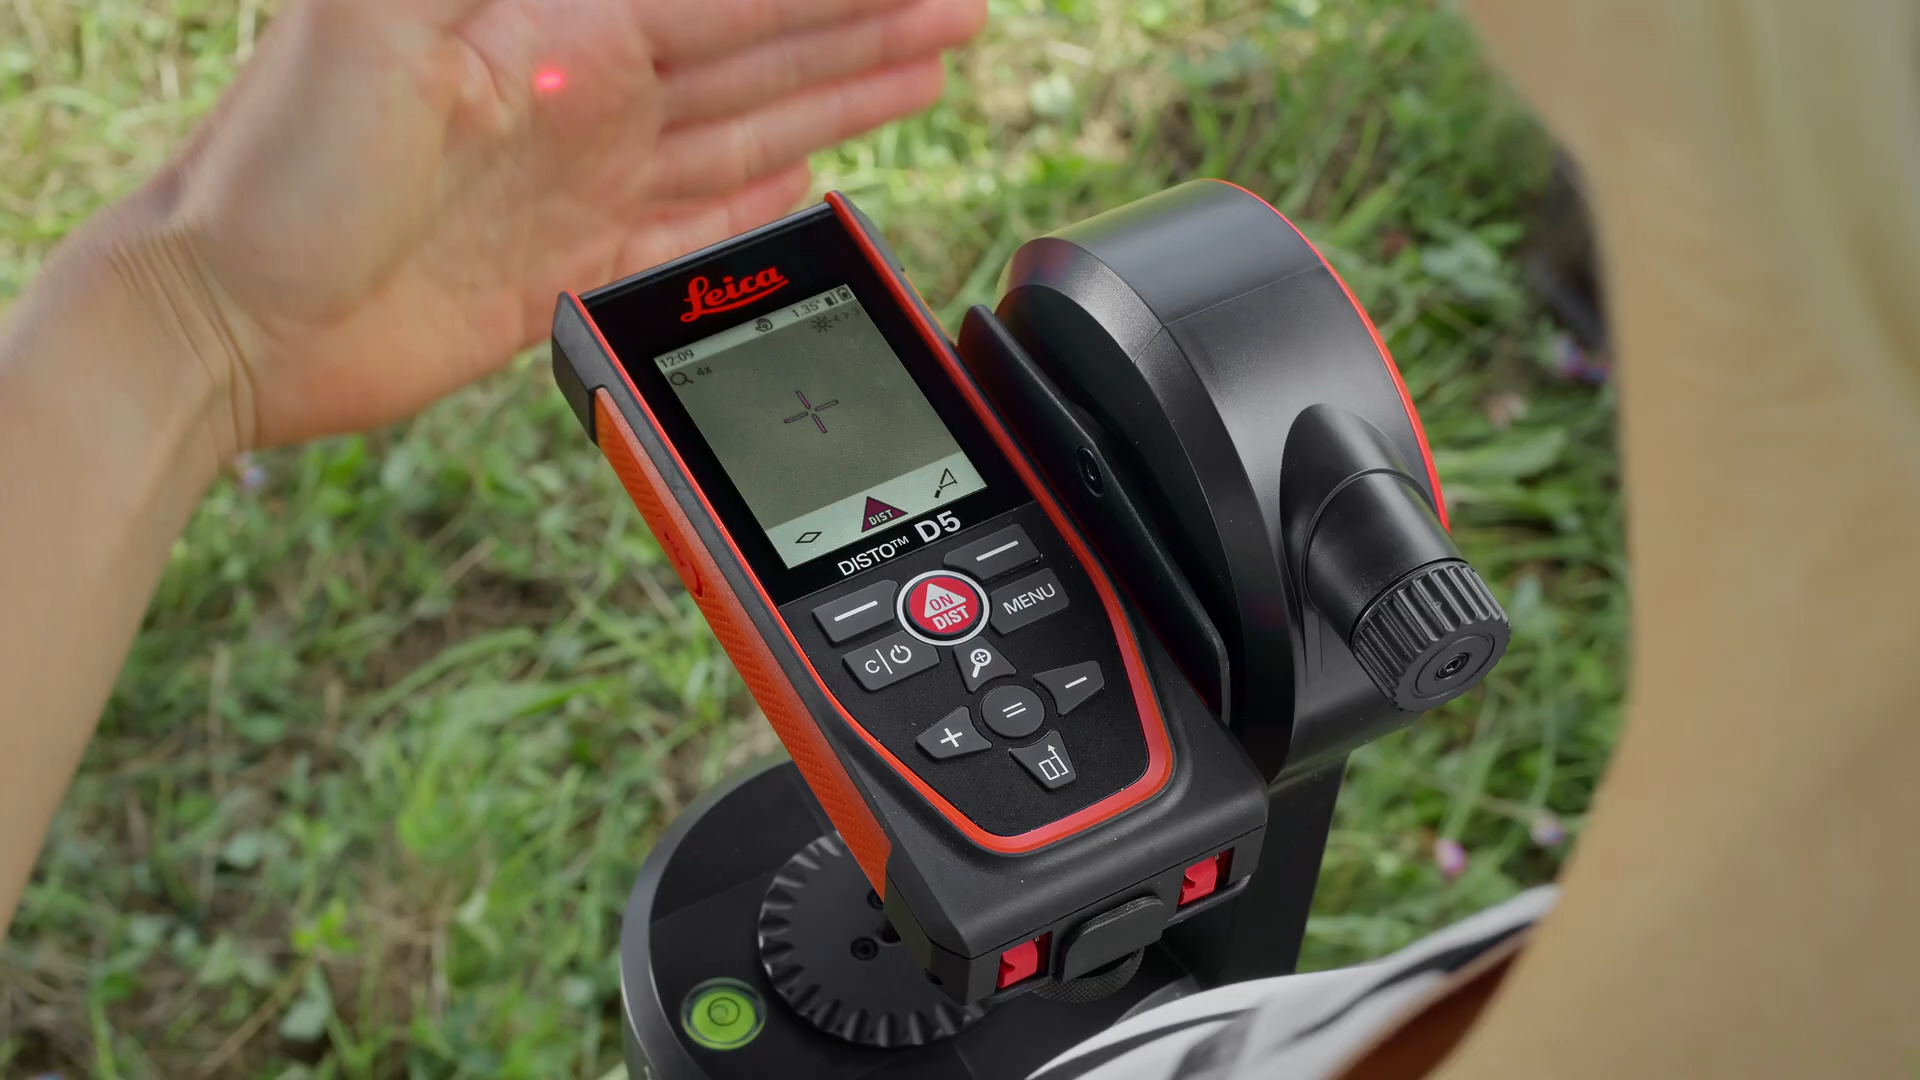 Leica
1.35°
12:09
4x
DIST
DISTO™ D5
ON
DIST
MENU
C|
+
=
−